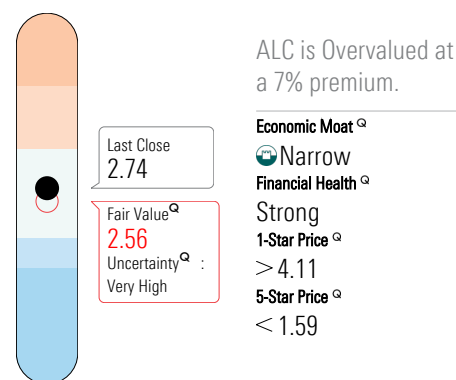 ALC is Overvalued at
a 7% premium.
Last Close
2.74
Fair Value Q
2.56
Uncertainty Q :
Very High
Economic Moat Q
Narrow
Financial Health Q
Strong
1-Star Price Q
>4.11
5-Star Price Q
<1.59